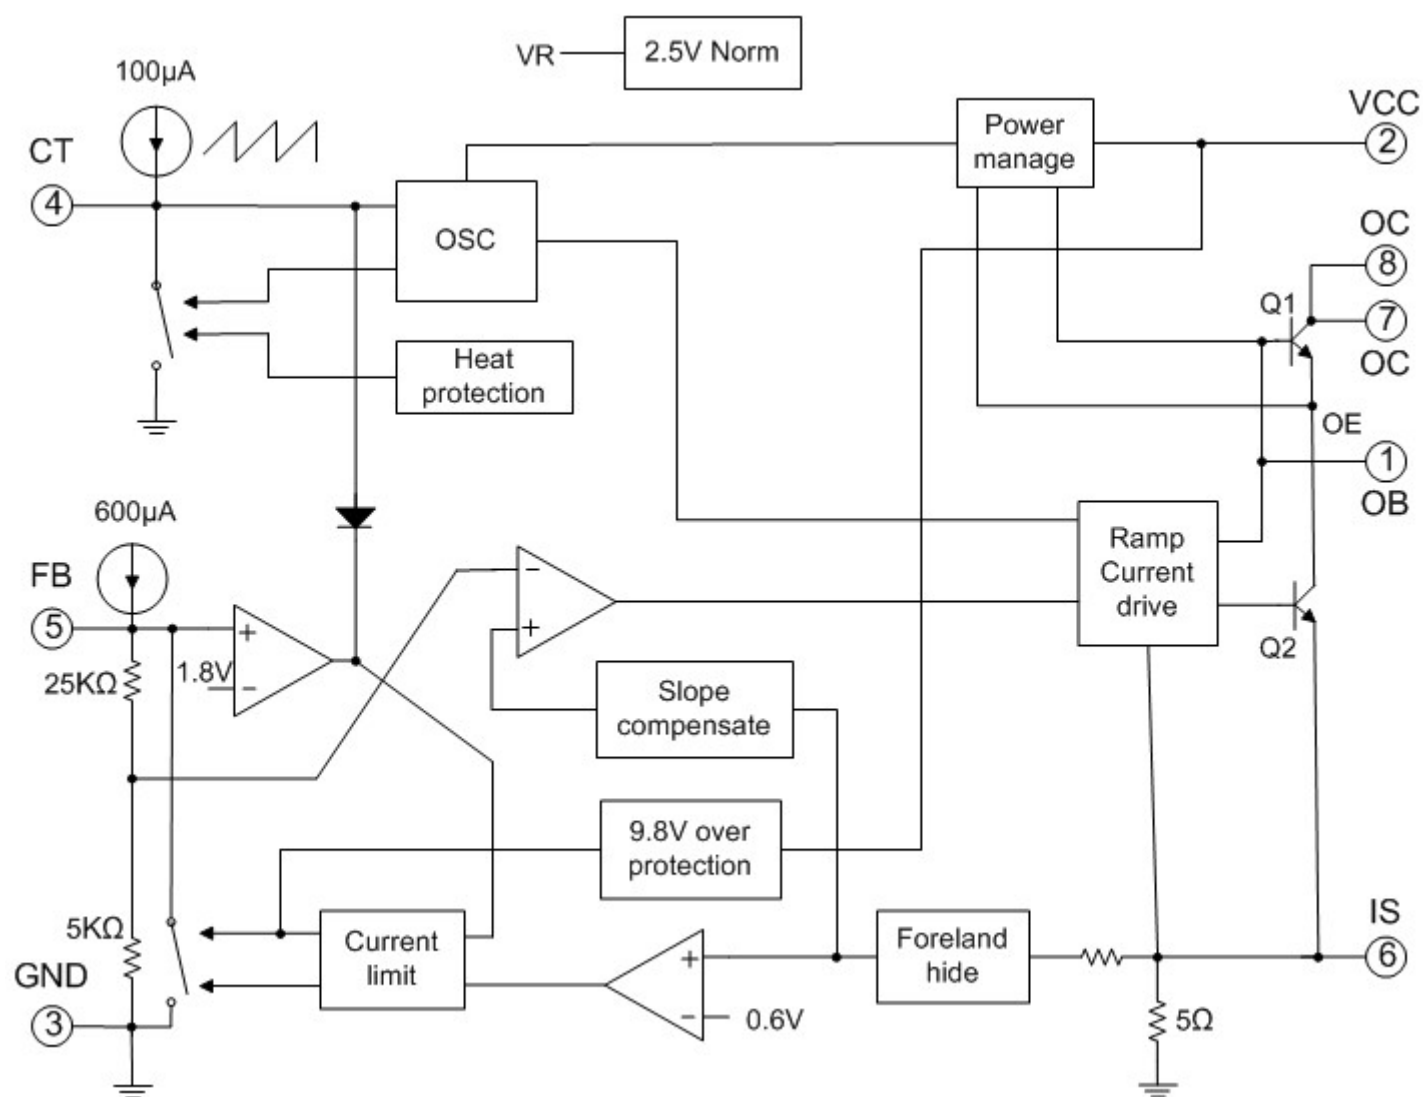 VR
2.5V Norm
100μA
VCC
2
Power
manage
CT
4
OSC
OC
8
Q1
7
OC
Heat
protection
OE
1
OB
600μA
FB
5
+
1.8V
−
25KΩ
−
+
Ramp
Current
drive
Q2
Slope
compensate
9.8V over
protection
5KΩ
GND
3
Current
limit
+
−
0.6V
Foreland
hide
IS
6
5Ω